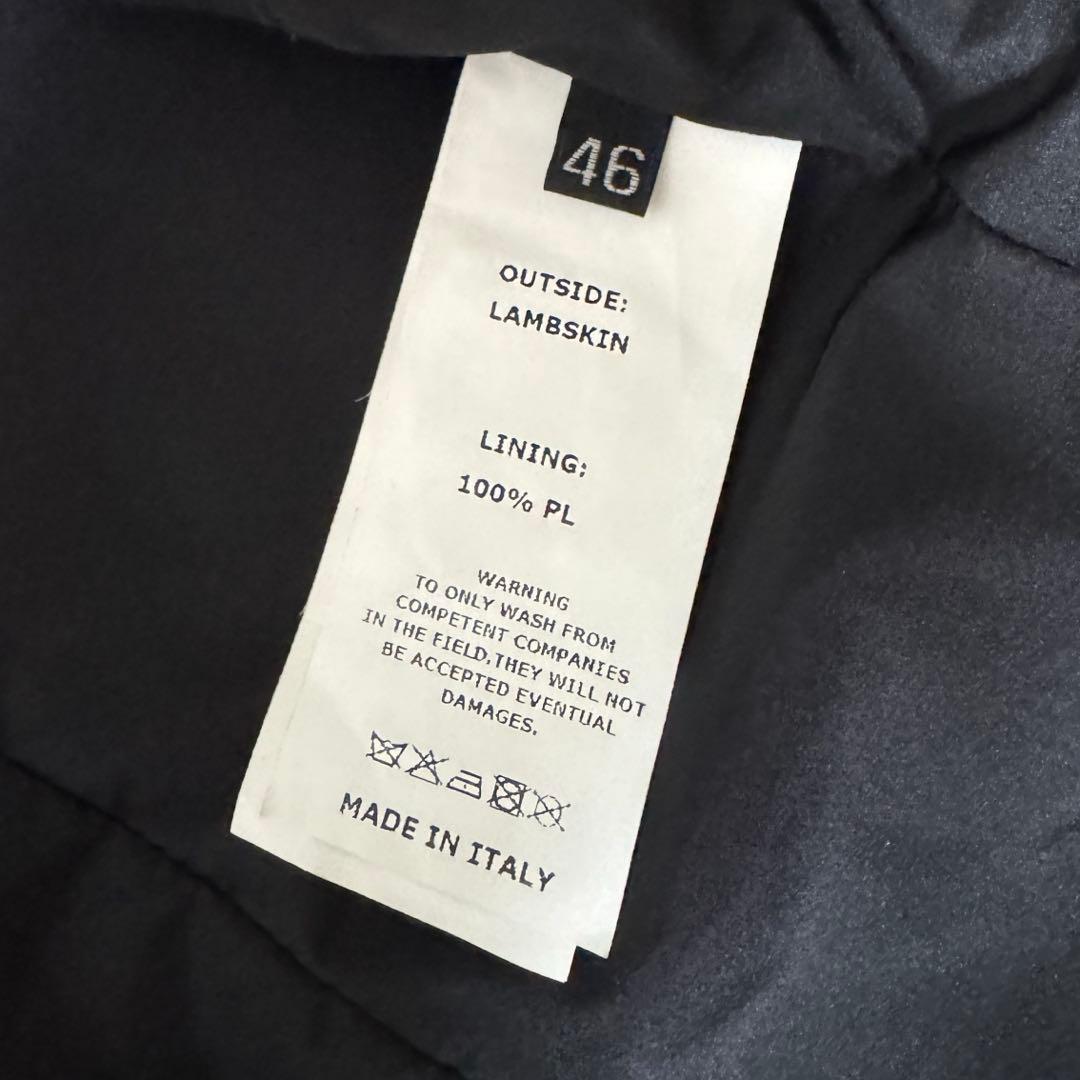 46
OUTSIDE:
LAMBSKIN
LINING:
100% PL
WARNING
TO ONLY WASH FROM
COMPETENT COMPANIES
IN THE FIELD,THEY WILL NOT
BE ACCEPTED EVENTUAL
DAMAGES.
MADE IN ITALY